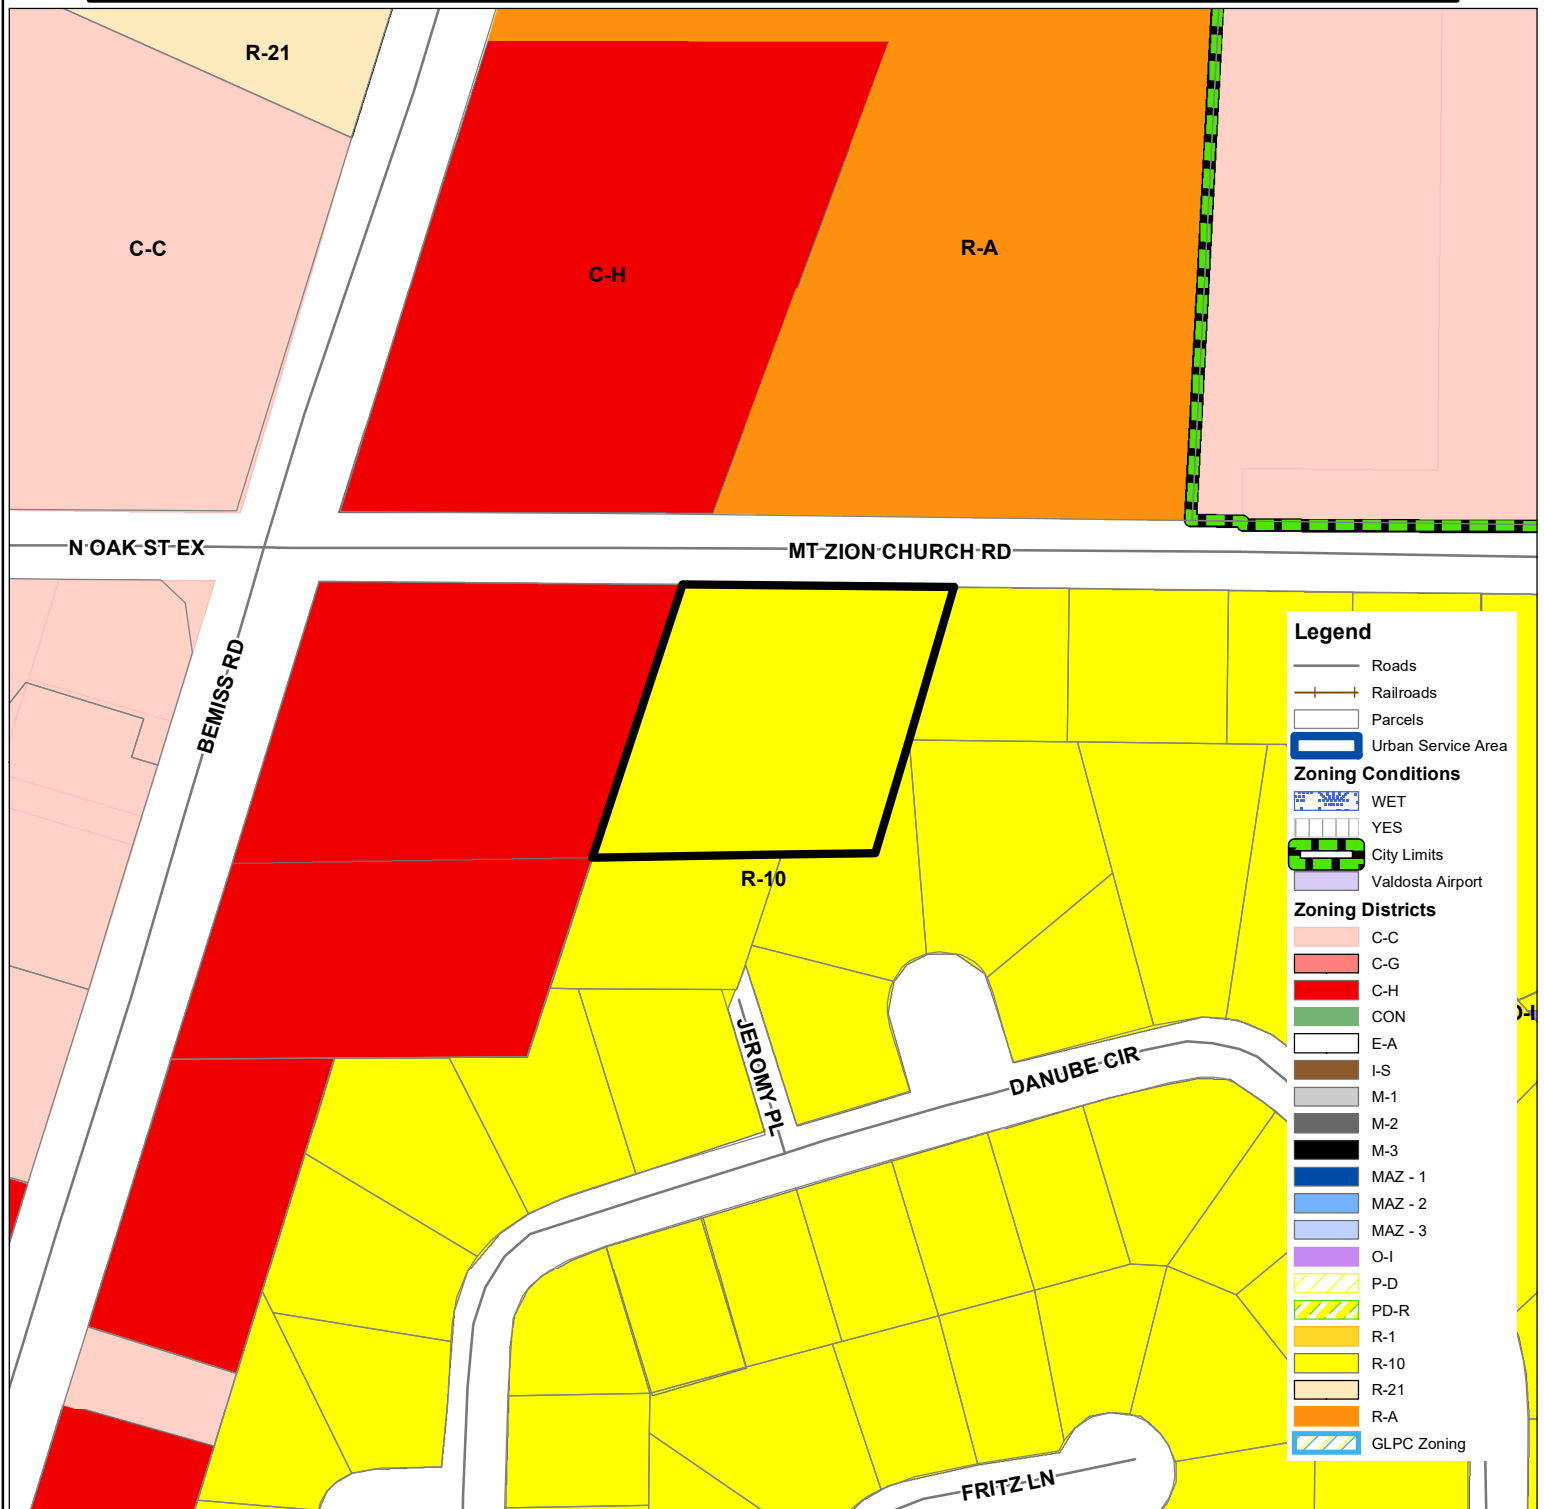 R-21
C-C
C-H
R-A
N OAK ST EX
MT ZION CHURCH RD
BEMISS RD
R-10
JEROMY PL
DANUBE CIR
FRITZ LN
Legend
Roads
Railroads
Parcels
Urban Service Area
Zoning Conditions
WET
YES
City Limits
Valdosta Airport
Zoning Districts
C-C
C-G
C-H
CON
E-A
I-S
M-1
M-2
M-3
MAZ - 1
MAZ - 2
MAZ - 3
O-I
P-D
PD-R
R-1
R-10
R-21
R-A
GLPC Zoning